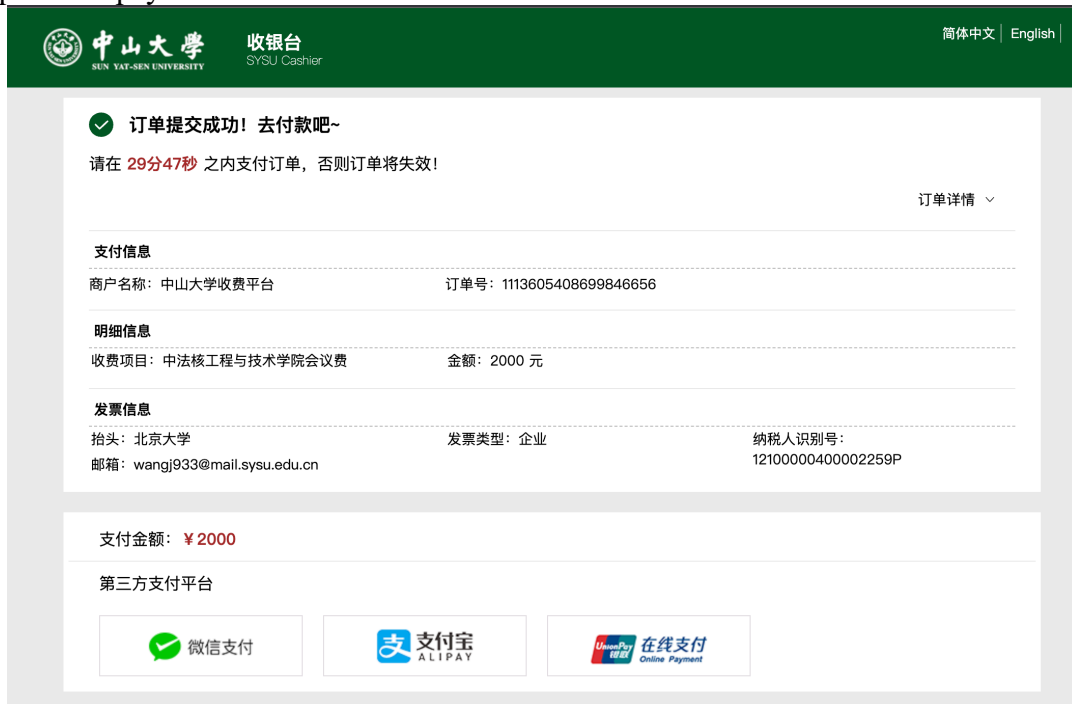 中山大學
SUN YAT-SEN UNIVERSITY
收银台
SYSU Cashier
简体中文 | English |
订单提交成功！去付款吧~
请在 29分47秒 之内支付订单，否则订单将失效！
订单详情
支付信息
商户名称：中山大学收费平台 订单号：1113605408699846656
明细信息
收费项目：中法核工程与技术学院会议费 金额：2000 元
发票信息
抬头：北京大学 发票类型：企业 纳税人识别号：
12100000400002259P
邮箱：wangj933@mail.sysu.edu.cn
支付金额：¥2000
第三方支付平台
微信支付
支 支付宝
ALIPAY
UnionPay
银联
在线支付
Online Payment